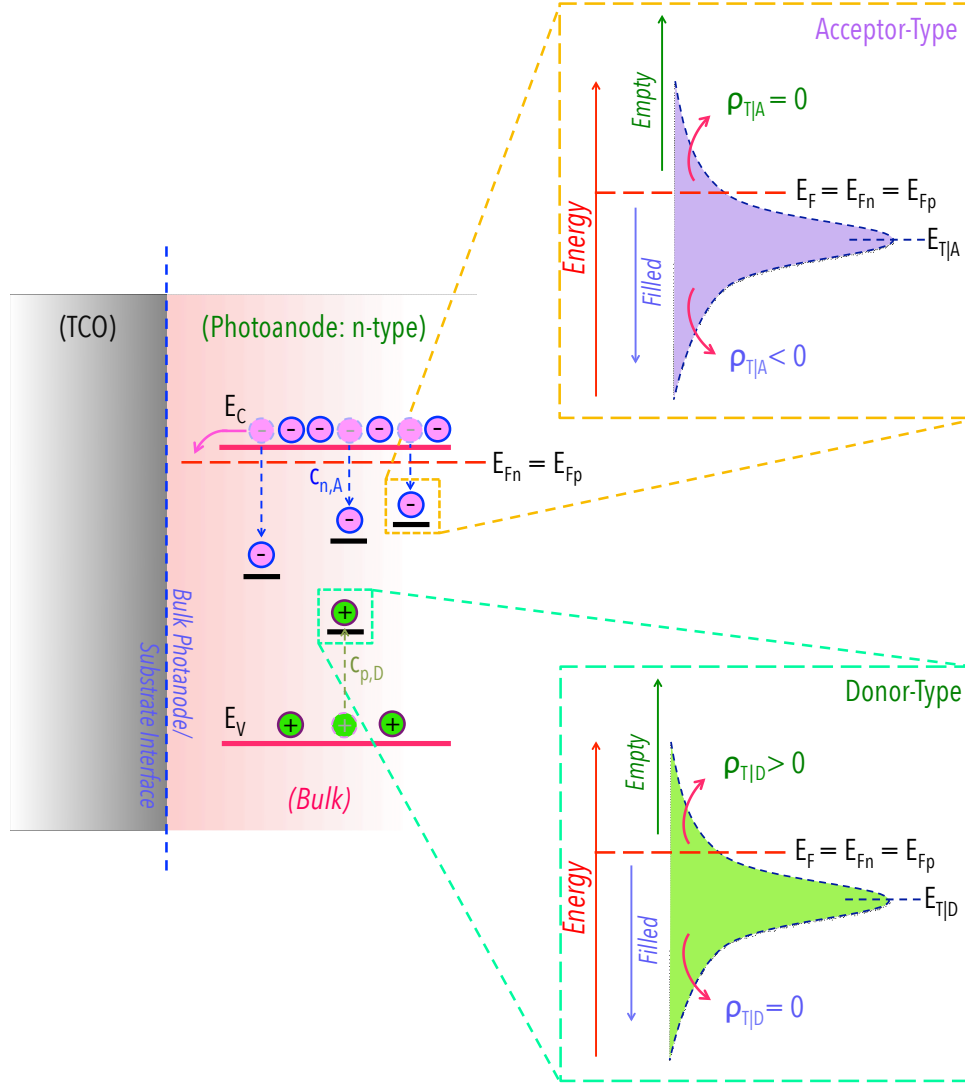 Acceptor-Type
Empty
ρT|A = 0
Energy
EF = EFn = EFp
ET|A
Filled
ρT|A < 0
(TCO)
(Photoanode: n-type)
EC
- - - - - - -
EFn = EFp
cn,A
-
-
-
Bulk Photanode/
Substrate Interface
+
cp,D
EV
+ + +
(Bulk)
Donor-Type
Empty
ρT|D > 0
Energy
EF = EFn = EFp
ET|D
Filled
ρT|D = 0